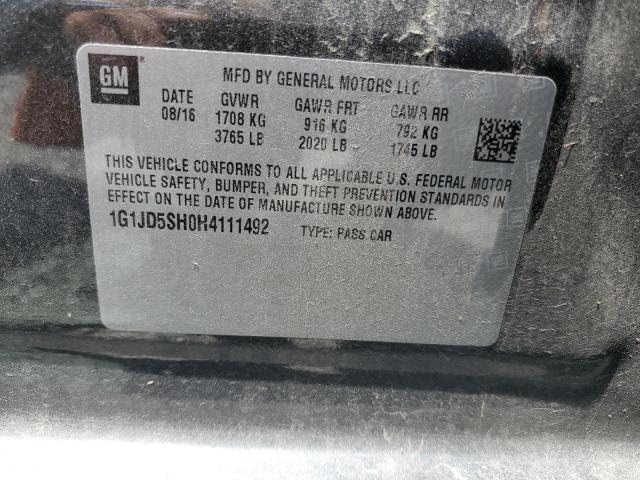 GM
MFD BY GENERAL MOTORS LLC
DATE GVWR GAWR FRT GAWR RR
08/16 1708 KG 916 KG 792 KG
3765 LB 2020 LB 1745 LB
THIS VEHICLE CONFORMS TO ALL APPLICABLE U.S. FEDERAL MOTOR
VEHICLE SAFETY, BUMPER, AND THEFT PREVENTION STANDARDS IN
EFFECT ON THE DATE OF MANUFACTURE SHOWN ABOVE.
1G1JD5SH0H4111492 TYPE: PASS CAR